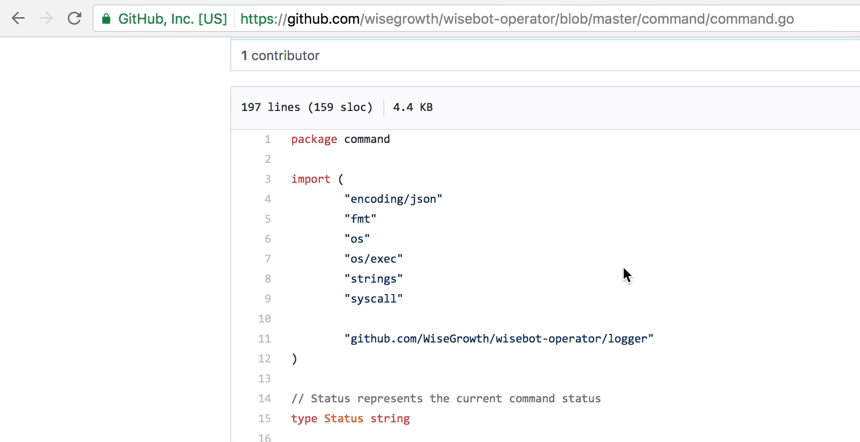 GitHub, Inc. [US] https://github.com/wisegrowth/wisebot-operator/blob/master/command/command.go
1 contributor
197 lines (159 sloc) 4.4 KB
1 package command
2
3 import (
4 "encoding/json"
5 "fmt"
6 "os"
7 "os/exec"
8 "strings"
9 "syscall"
10
11 "github.com/WiseGrowth/wisebot-operator/logger"
12 )
13
14 // Status represents the current command status
15 type Status string
16